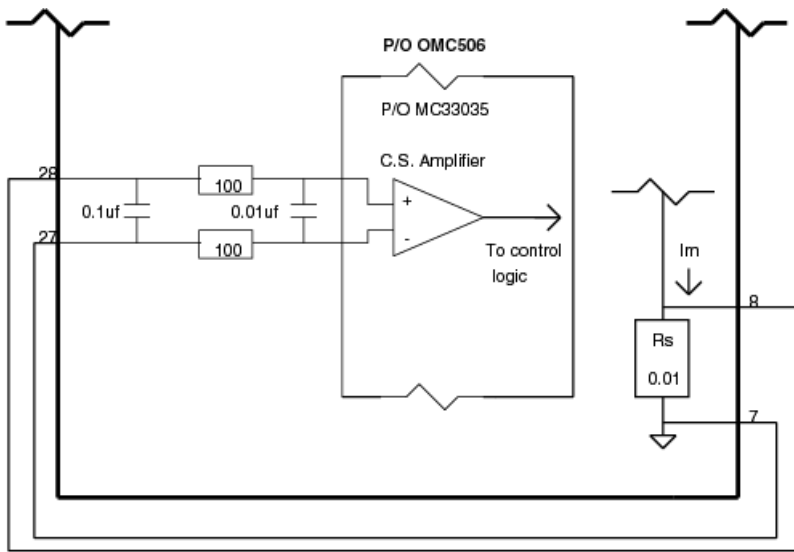 P/O OMC506
P/O MC33035
C.S. Amplifier
28
100
0.1uf
0.01uf
+
27
-
100
To control
logic
Im
8
Rs
0.01
7